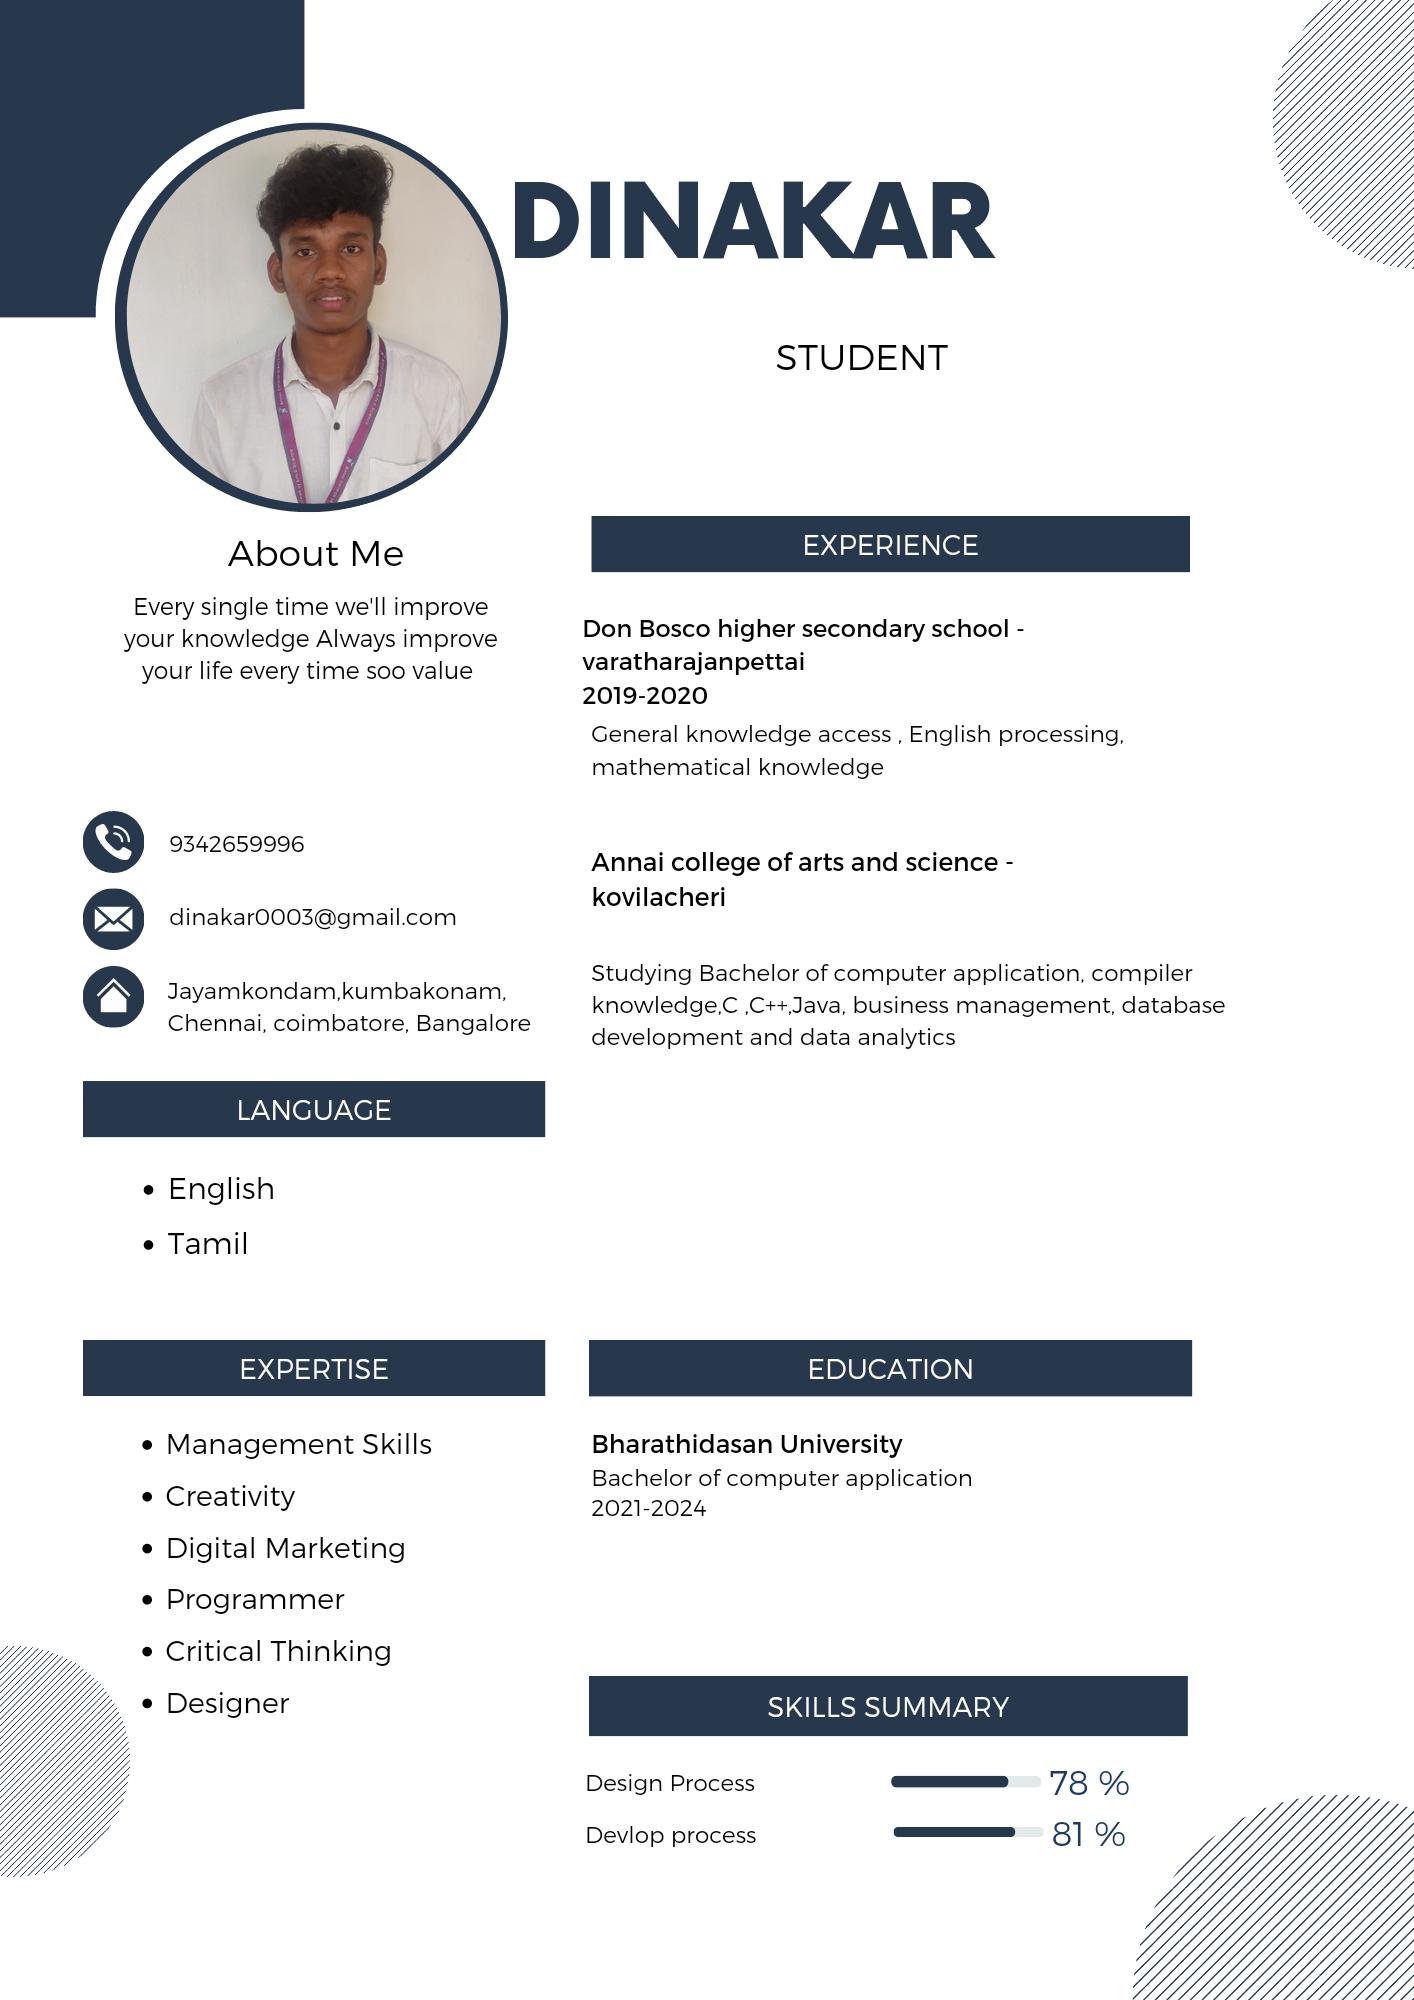 DINAKAR
STUDENT
About Me
Every single time we'll improve
your knowledge Always improve
your life every time soo value
9342659996
dinakar0003@gmail.com
Jayamkondam,kumbakonam,
Chennai, coimbatore, Bangalore
LANGUAGE
• English
• Tamil
EXPERTISE
• Management Skills
• Creativity
• Digital Marketing
• Programmer
• Critical Thinking
• Designer
EXPERIENCE
Don Bosco higher secondary school -
varatharajanpettai
2019-2020
General knowledge access , English processing,
mathematical knowledge
Annai college of arts and science -
kovilacheri
Studying Bachelor of computer application, compiler
knowledge,C ,C++,Java, business management, database
development and data analytics
EDUCATION
Bharathidasan University
Bachelor of computer application
2021-2024
SKILLS SUMMARY
Design Process 78 %
Devlop process 81 %